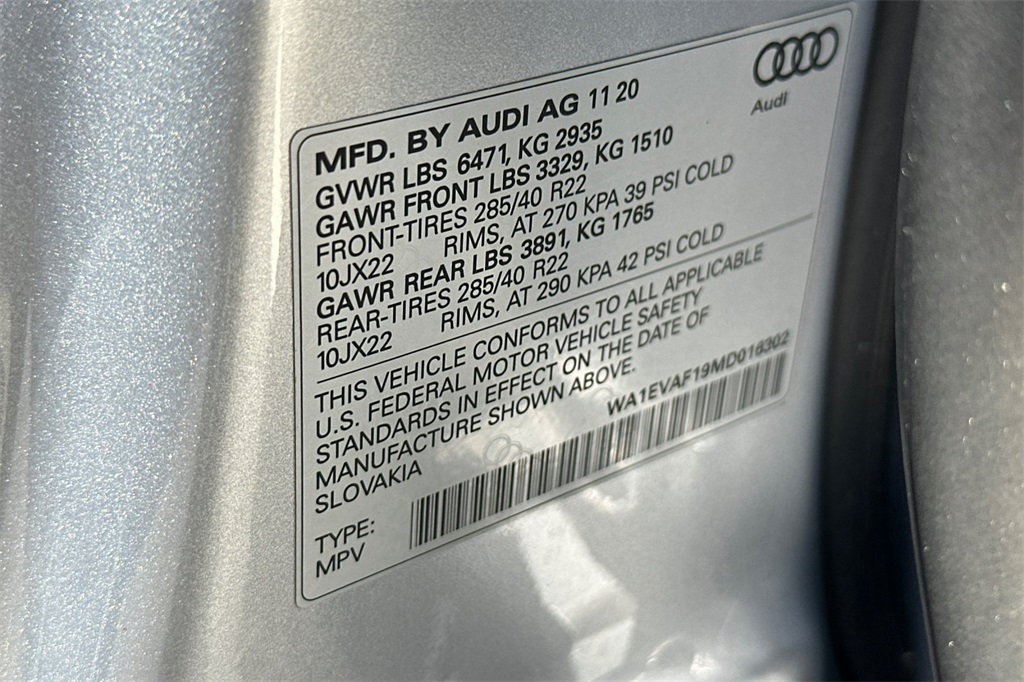 Audi
MFD. BY AUDI AG 11 20
GVWR LBS 6471, KG 2935
GAWR FRONT LBS 3329, KG 1510
FRONT-TIRES 285/40 R22
10JX22 RIMS, AT 270 KPA 39 PSI COLD
GAWR REAR LBS 3891, KG 1765
REAR-TIRES 285/40 R22
10JX22 RIMS, AT 290 KPA 42 PSI COLD
THIS VEHICLE CONFORMS TO ALL APPLICABLE
U.S. FEDERAL MOTOR VEHICLE SAFETY
STANDARDS IN EFFECT ON THE DATE OF
MANUFACTURE SHOWN ABOVE.
SLOVAKIA
WA1EVAF19MD016302
TYPE:
MPV